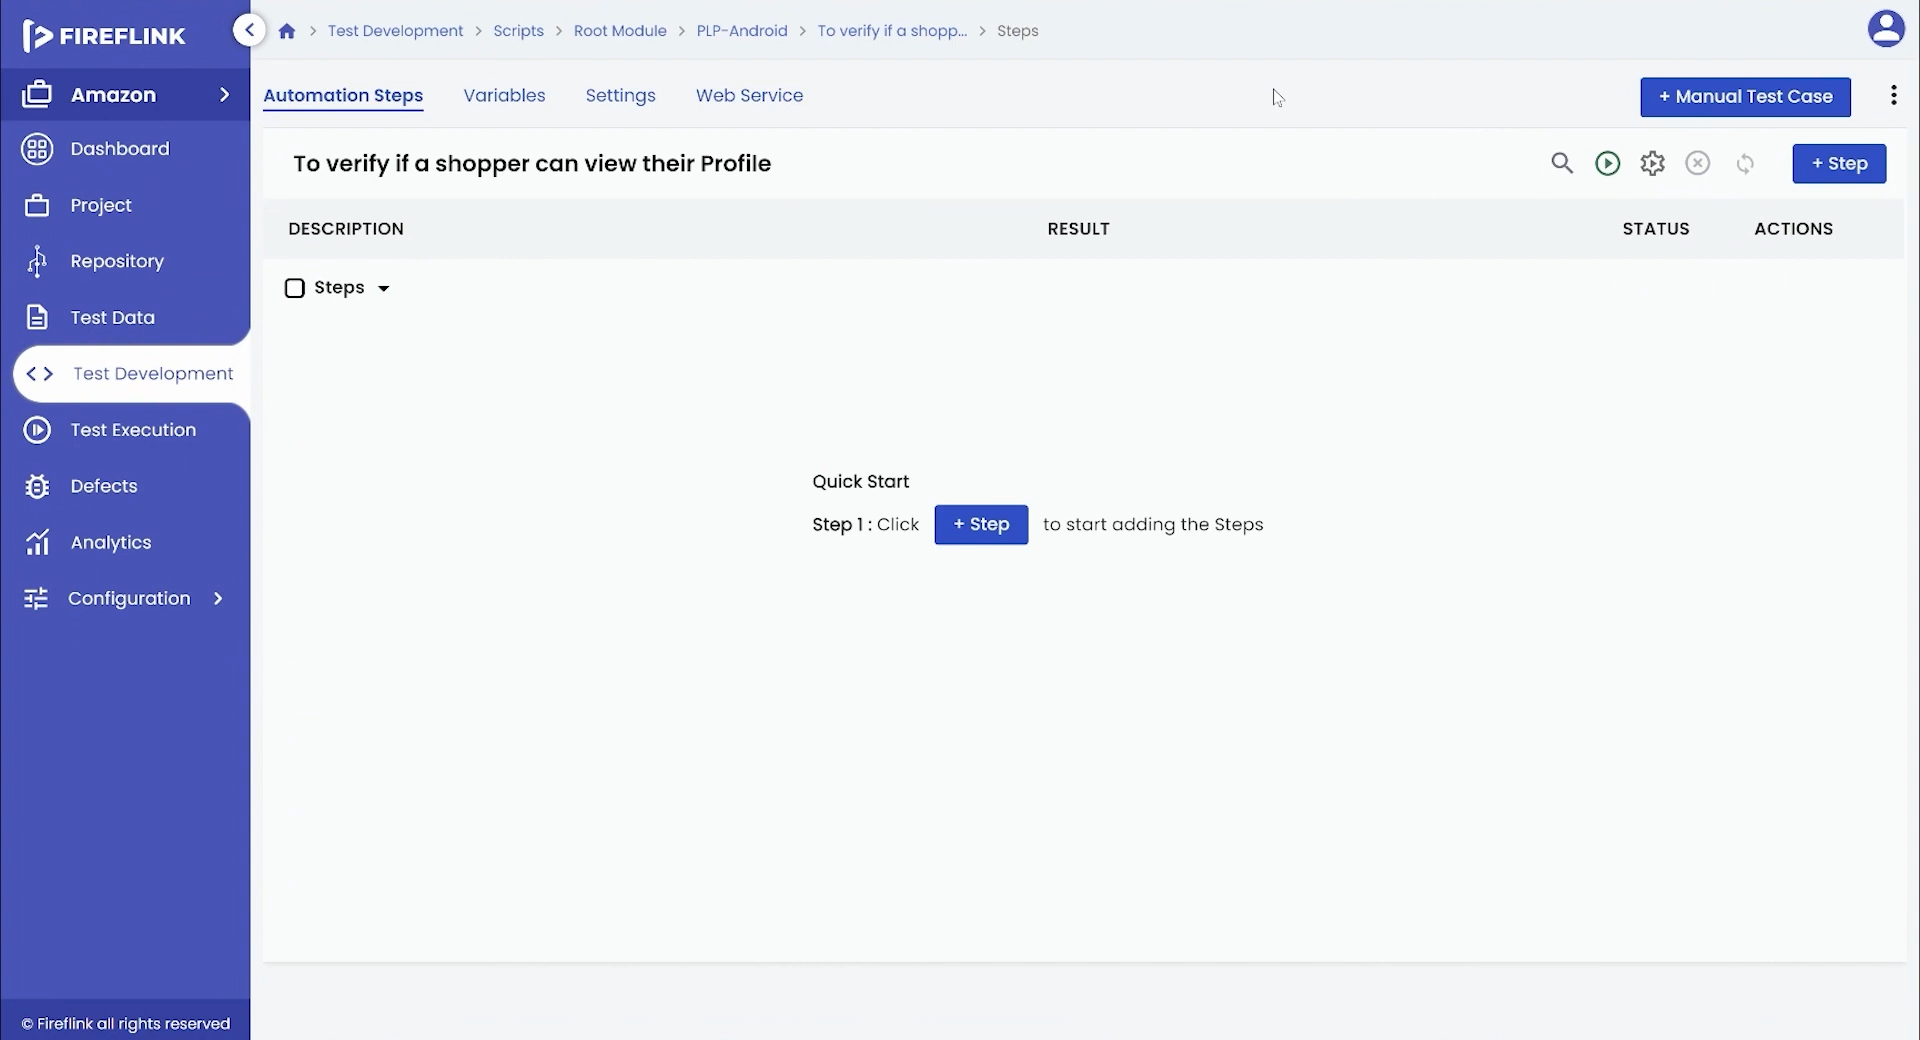 FIREFLINK
Test Development > Scripts > Root Module > PLP-Android > To verify if a shopp... > Steps
Amazon
Automation Steps
Variables
Settings
Web Service
+ Manual Test Case
Dashboard
Project
Repository
Test Data
Test Development
Test Execution
Defects
Analytics
Configuration
To verify if a shopper can view their Profile
+ Step
DESCRIPTION
RESULT
STATUS
ACTIONS
Steps
Quick Start
Step 1 : Click + Step to start adding the Steps
© Fireflink all rights reserved